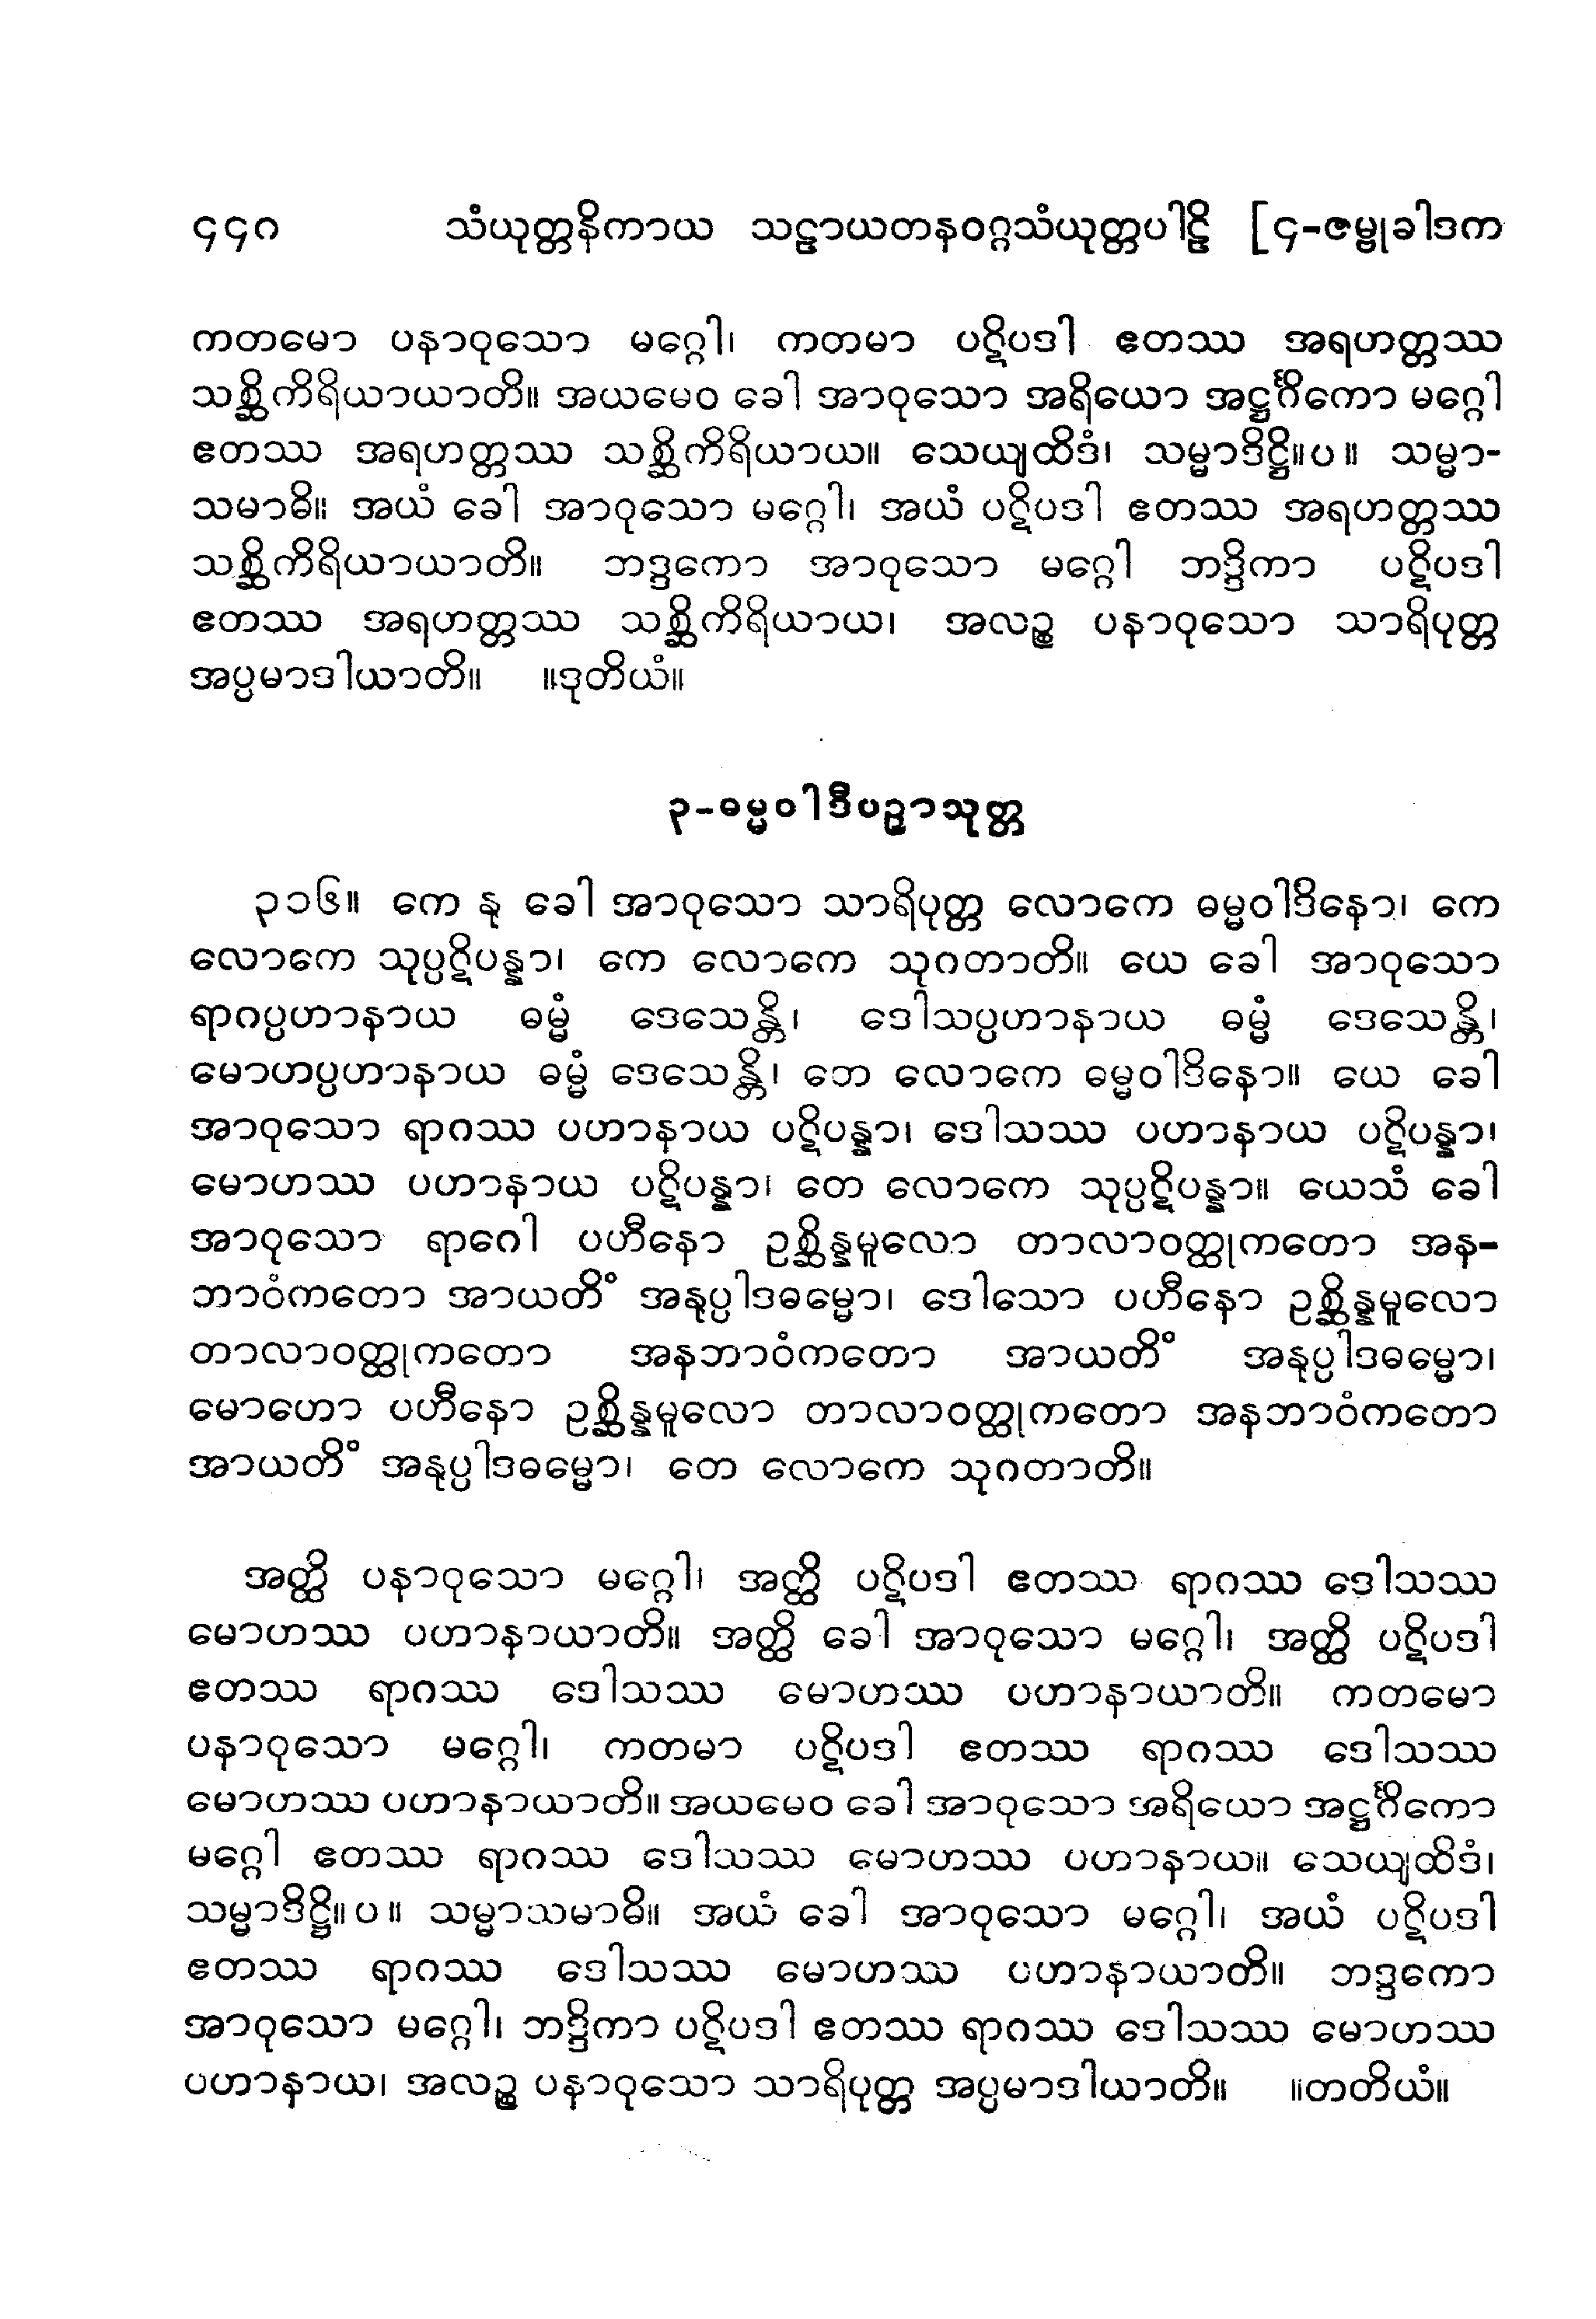 ၄၄၀ သံယုတ္တနိကာယ သဠာယတနဝဂ္ဂသံယုတ္တပါဠိ [၄-ဇမ္ဗုခါဒက
ကတမော ပနာဝုသော မဂ္ဂေါ၊ ကတမာ ပဋိပဒါ ဧတဿ အရဟတ္တဿ
သစ္ဆိကိရိယာယာတိ။ အယမေဝ ခေါ အာဝုသော အရိယော အဋ္ဌင်္ဂိကော မဂ္ဂေါ
ဧတဿ အရဟတ္တဿ သစ္ဆိကိရိယာယ။ သေယျထိဒံ၊ သမ္မာဒိဋ္ဌိ။ပ။ သမ္မာ-
သမာဓိ။ အယံ ခေါ အာဝုသော မဂ္ဂေါ၊ အယံ ပဋိပဒါ ဧတဿ အရဟတ္တဿ
သစ္ဆိကိရိယာယာတိ။ ဘဒ္ဒကော အာဝုသော မဂ္ဂေါ ဘဒ္ဒိကာ ပဋိပဒါ
ဧတဿ အရဟတ္တဿ သစ္ဆိကိရိယာယ၊ အလဉ္စ ပနာဝုသော သာရိပုတ္တ
အပ္ပမာဒါယာတိ။ ။ဒုတိယံ။
၃-ဓမ္မဝါဒီပဉှာသုတ္တ
၃၁၆။ ကေ နု ခေါ အာဝုသော သာရိပုတ္တ လောကေ ဓမ္မဝါဒိနော၊ ကေ
လောကေ သုပ္ပဋိပန္နာ၊ ကေ လောကေ သုဂတာတိ။ ယေ ခေါ အာဝုသော
ရာဂပ္ပဟာနာယ ဓမ္မံ ဒေသေန္တိ၊ ဒေါသပ္ပဟာနာယ ဓမ္မံ ဒေသေန္တိ၊
မောဟပ္ပဟာနာယ ဓမ္မံ ဒေသေန္တိ၊ တေ လောကေ ဓမ္မဝါဒိနော။ ယေ ခေါ
အာဝုသော ရာဂဿ ပဟာနာယ ပဋိပန္နာ၊ ဒေါသဿ ပဟာနာယ ပဋိပန္နာ၊
မောဟဿ ပဟာနာယ ပဋိပန္နာ၊ တေ လောကေ သုပ္ပဋိပန္နာ။ ယေသံ ခေါ
အာဝုသော ရာဂေါ ပဟီနော ဥစ္ဆိန္နမူလော တာလာဝတ္ထုကတော အန-
ဘာဝံကတော အာယတိံ အနုပ္ပါဒဓမ္မော၊ ဒေါသော ပဟီနော ဥစ္ဆိန္နမူလော
တာလာဝတ္ထုကတော အနဘာဝံကတော အာယတိံ အနုပ္ပါဒဓမ္မော၊
မောဟော ပဟီနော ဥစ္ဆိန္နမူလော တာလာဝတ္ထုကတော အနဘာဝံကတော
အာယတိံ အနုပ္ပါဒဓမ္မော၊ တေ လောကေ သုဂတာတိ။
အတ္ထိ ပနာဝုသော မဂ္ဂေါ၊ အတ္ထိ ပဋိပဒါ ဧတဿ ရာဂဿ ဒေါသဿ
မောဟဿ ပဟာနာယာတိ။ အတ္ထိ ခေါ အာဝုသော မဂ္ဂေါ၊ အတ္ထိ ပဋိပဒါ
ဧတဿ ရာဂဿ ဒေါသဿ မောဟဿ ပဟာနာယာတိ။ ကတမော
ပနာဝုသော မဂ္ဂေါ၊ ကတမာ ပဋိပဒါ ဧတဿ ရာဂဿ ဒေါသဿ
မောဟဿ ပဟာနာယာတိ။ အယမေဝ ခေါ အာဝုသော အရိယော အဋ္ဌင်္ဂိကော
မဂ္ဂေါ ဧတဿ ရာဂဿ ဒေါသဿ မောဟဿ ပဟာနာယ။ သေယျထိဒံ၊
သမ္မာဒိဋ္ဌိ။ပ။ သမ္မာသမာဓိ။ အယံ ခေါ အာဝုသော မဂ္ဂေါ၊ အယံ ပဋိပဒါ
ဧတဿ ရာဂဿ ဒေါသဿ မောဟဿ ပဟာနာယာတိ။ ဘဒ္ဒကော
အာဝုသော မဂ္ဂေါ၊ ဘဒ္ဒိကာ ပဋိပဒါ ဧတဿ ရာဂဿ ဒေါသဿ မောဟဿ
ပဟာနာယ၊ အလဉ္စ ပနာဝုသော သာရိပုတ္တ အပ္ပမာဒါယာတိ။ ။တတိယံ။